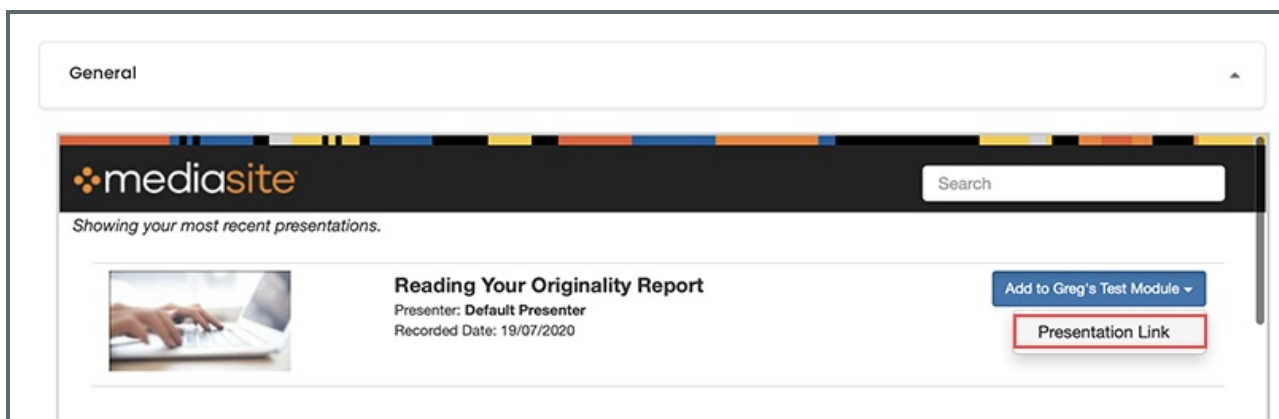 General
mediasite
Search
Showing your most recent presentations.
Reading Your Originality Report
Add to Greg's Test Module
Presenter: Default Presenter
Recorded Date: 19/07/2020
Presentation Link